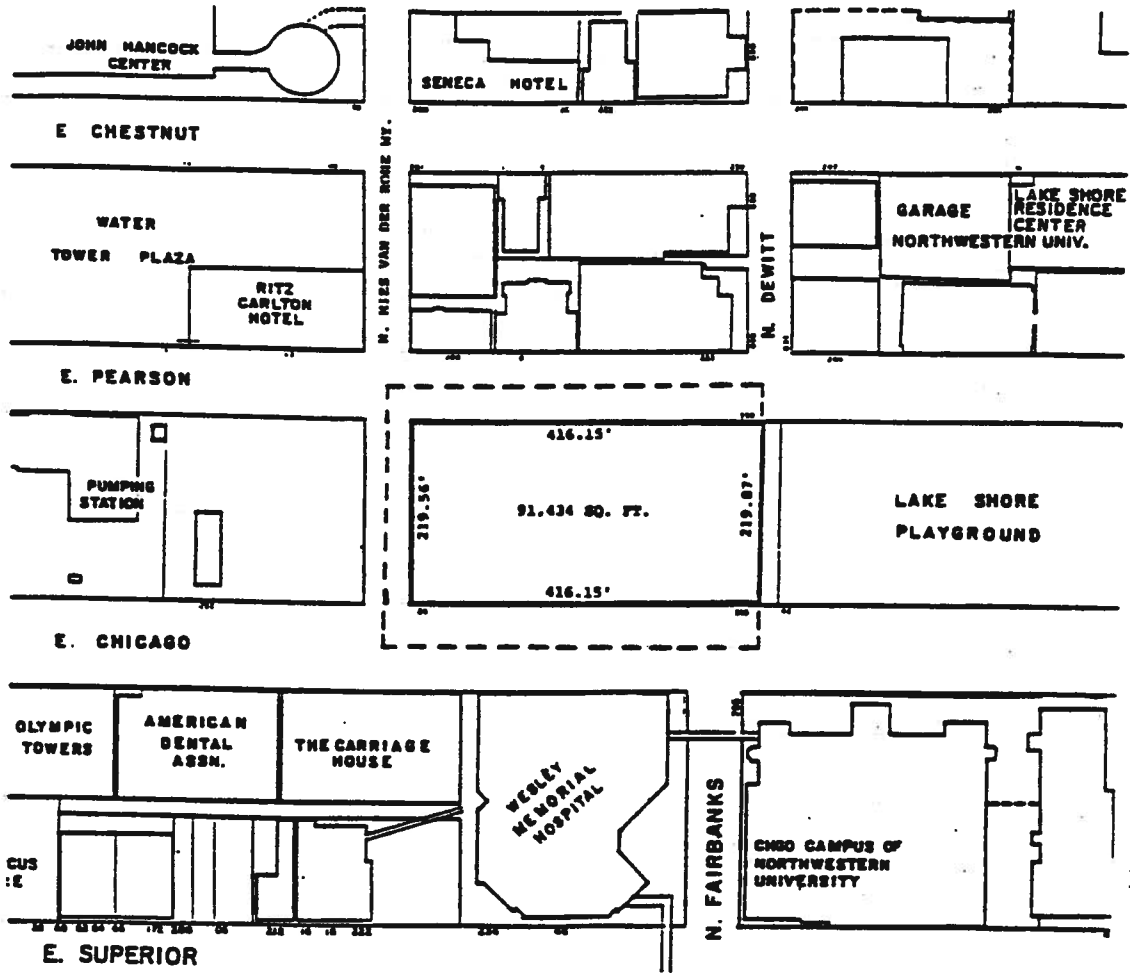 JOHN HANCOCK
CENTER
SENECA HOTEL
E CHESTNUT
N. MIES VAN DER ROHE WY.
WATER
TOWER PLAZA
RITZ
CARLTON
HOTEL
N. DEWITT
GARAGE
NORTHWESTERN UNIV.
LAKE SHORE
RESIDENCE
CENTER
E. PEARSON
PUMPING
STATION
416.15'
219.56'
91,434 SQ. FT.
219.87'
416.15'
LAKE SHORE
PLAYGROUND
E. CHICAGO
OLYMPIC
TOWERS
AMERICAN
DENTAL
ASSN.
THE CARRIAGE
HOUSE
WESLEY
MEMORIAL
HOSPITAL
N. FAIRBANKS
CHGO CAMPUS OF
NORTHWESTERN
UNIVERSITY
CUS
:E
E. SUPERIOR